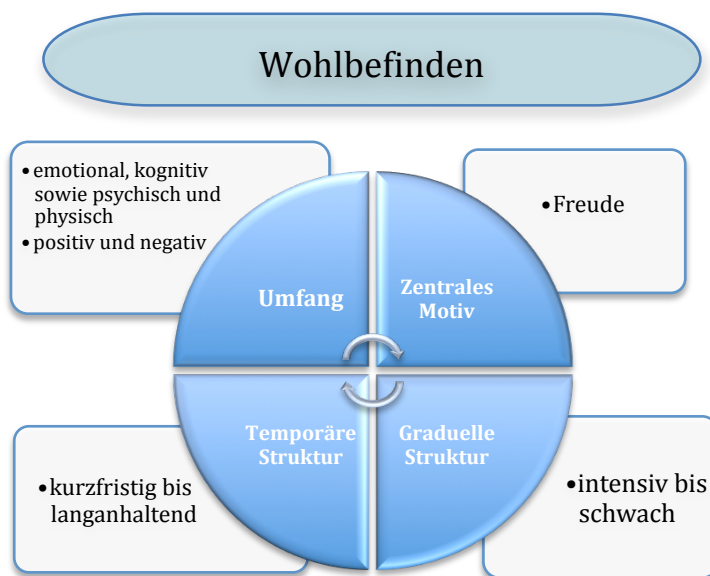 Wohlbefinden
•emotional, kognitiv
sowie psychisch und
physisch
•positiv und negativ
•Freude
Umfang
Zentrales
Motiv
Temporäre
Struktur
Graduelle
Struktur
•kurzfristig bis
langanhaltend
•intensiv bis
schwach